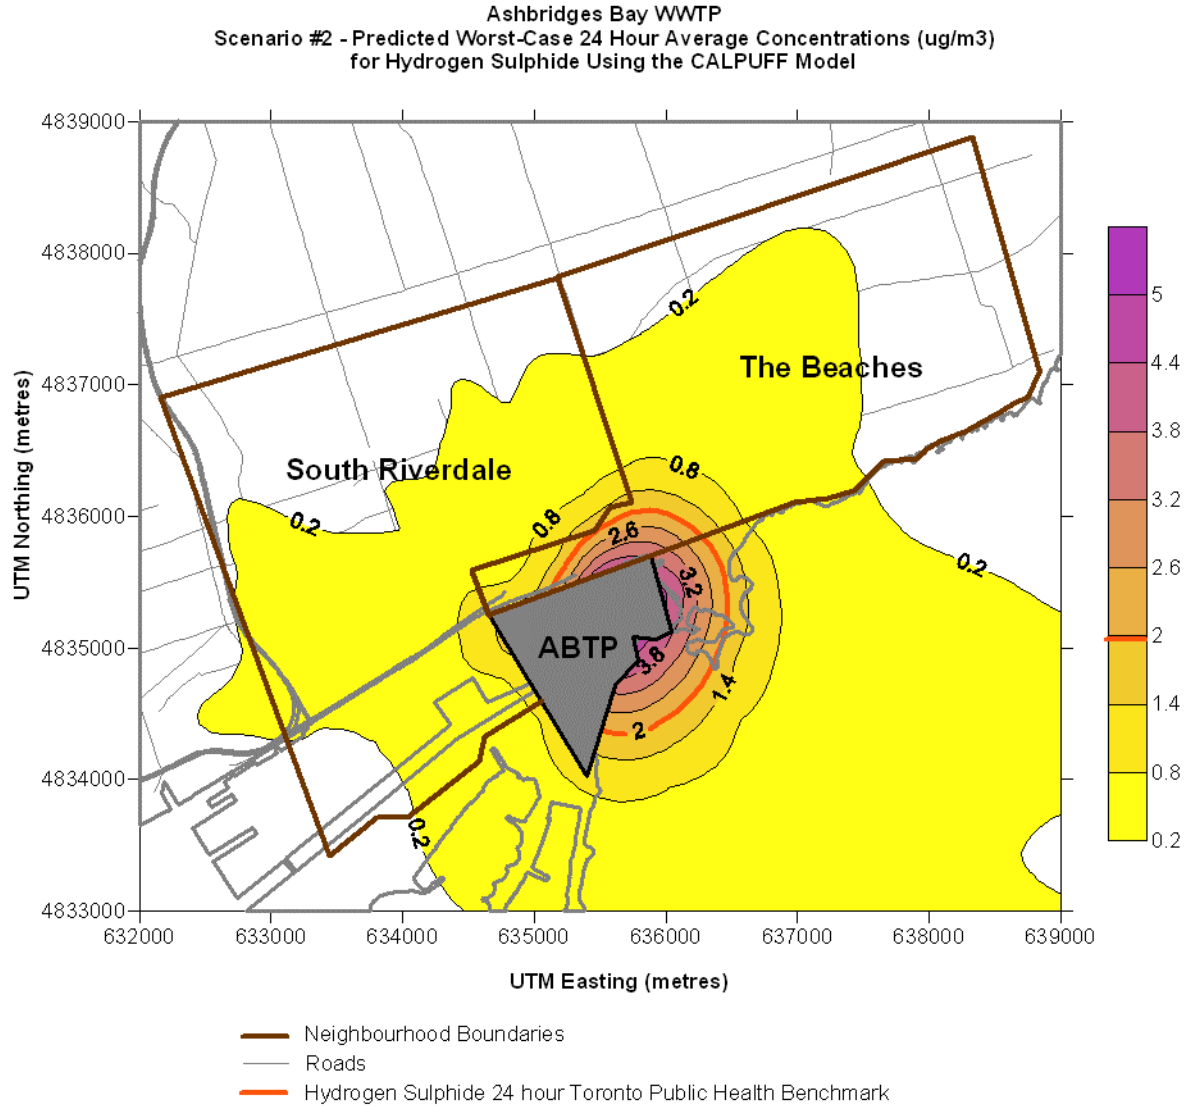 Ashbridges Bay WWTP
Scenario #2 - Predicted Worst-Case 24 Hour Average Concentrations (ug/m3)
for Hydrogen Sulphide Using the CALPUFF Model
4839000
4838000
4837000
4836000
4835000
4834000
4833000
UTM Northing (metres)
0.2
The Beaches
South Riverdale
0.8
0.2
0.8
2.6
0.2
3.2
ABTP
3.8
1.4
2
0.2
5
4.4
3.8
3.2
2.6
2
1.4
0.8
0.2
632000 633000 634000 635000 636000 637000 638000 639000
UTM Easting (metres)
Neighbourhood Boundaries
Roads
Hydrogen Sulphide 24 hour Toronto Public Health Benchmark